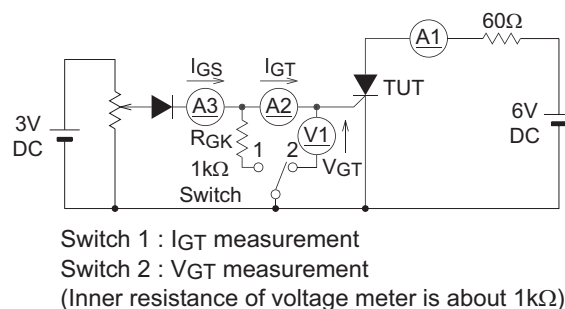 A1
60Ω
IGS
IGT
TUT
A3
A2
3V
DC
6V
DC
RGK
1
2
V1
1kΩ
VGT
Switch
Switch 1 : IGT measurement
Switch 2 : VGT measurement
(Inner resistance of voltage meter is about 1kΩ)